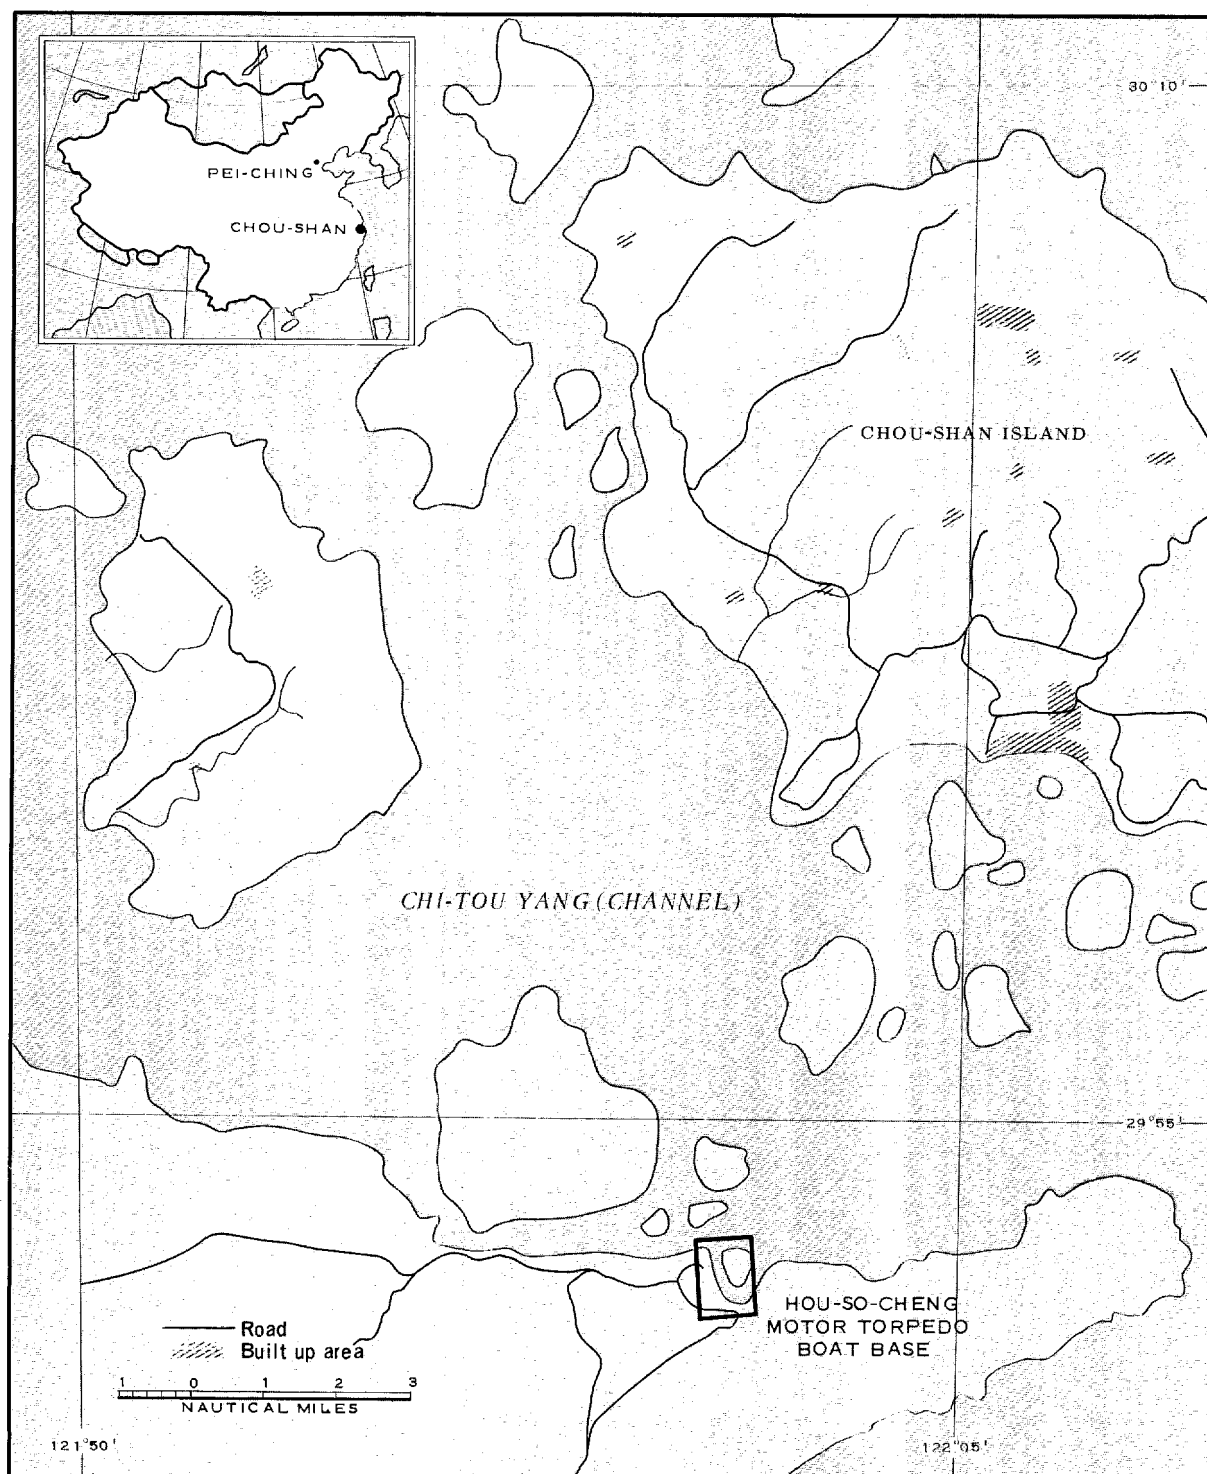 30°10'
PEI-CHING
CHOU-SHAN
CHOU-SHAN ISLAND
CHI-TOU YANG (CHANNEL)
29°55'
HOU-SO-CHENG
MOTOR TORPEDO
BOAT BASE
Road
Built up area
1 0 1 2 3
NAUTICAL MILES
121°50'
122°05'